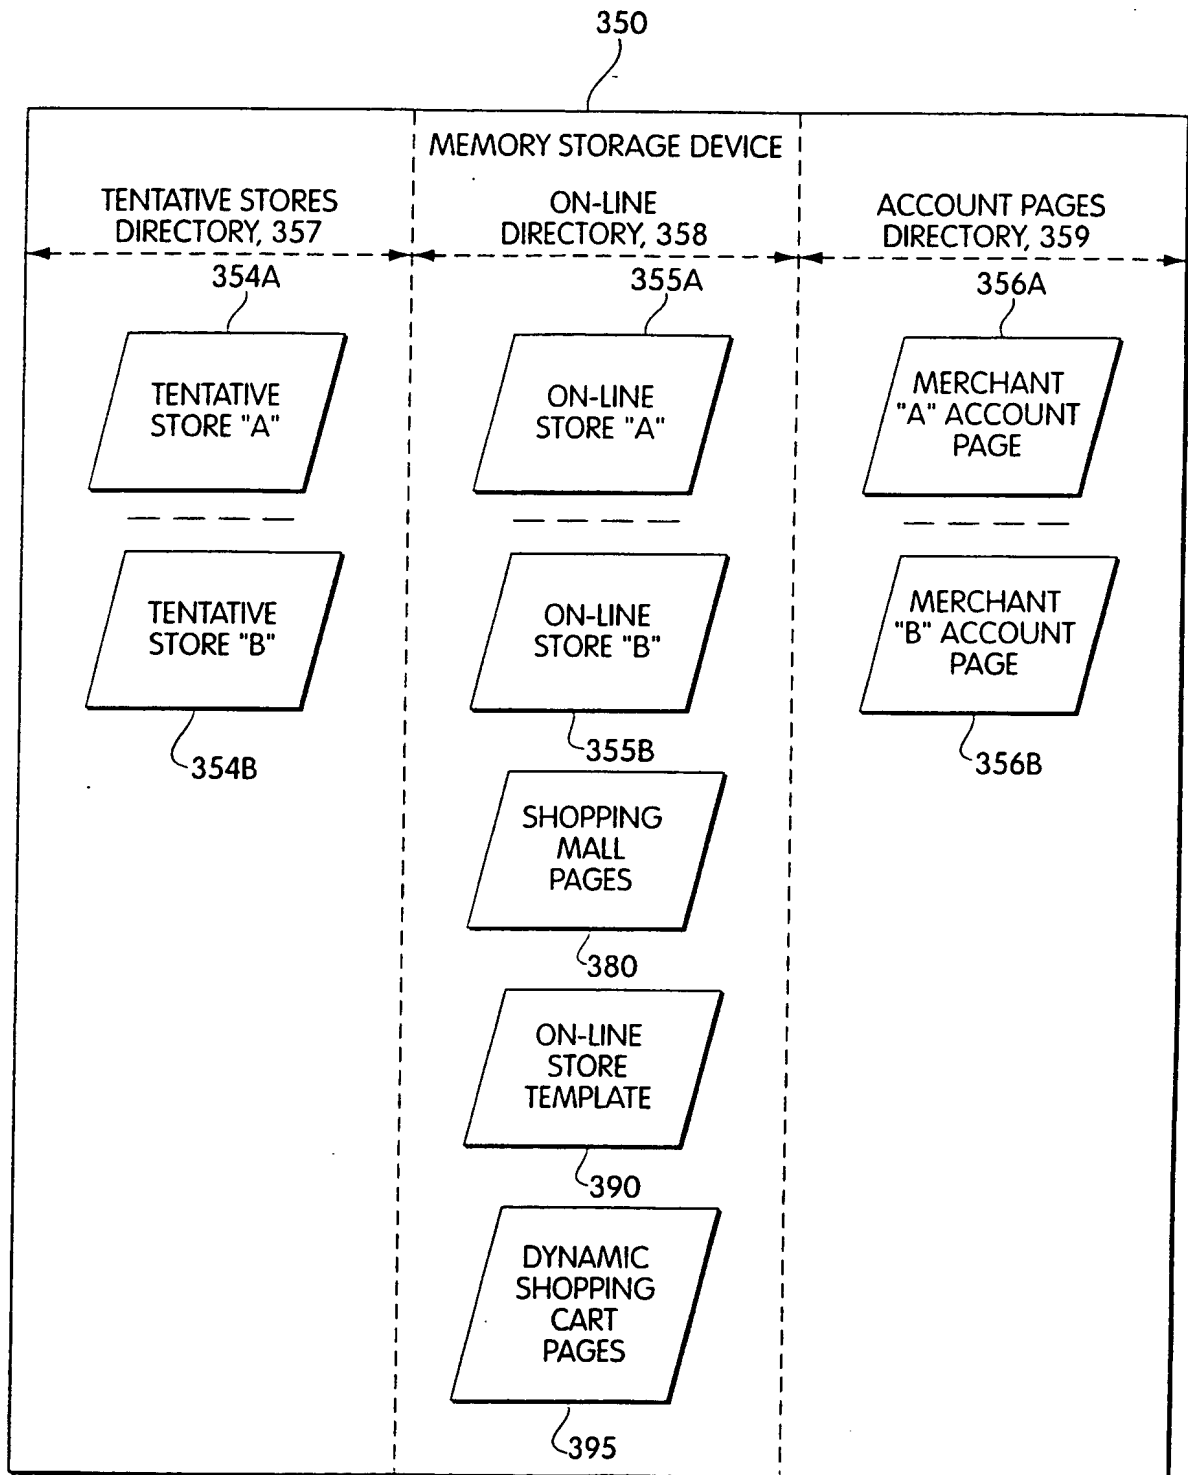 350
MEMORY STORAGE DEVICE
TENTATIVE STORES
DIRECTORY, 357
ON-LINE
DIRECTORY, 358
ACCOUNT PAGES
DIRECTORY, 359
354A
355A
356A
TENTATIVE
STORE "A"
ON-LINE
STORE "A"
MERCHANT
"A" ACCOUNT
PAGE
TENTATIVE
STORE "B"
ON-LINE
STORE "B"
MERCHANT
"B" ACCOUNT
PAGE
354B
355B
356B
SHOPPING
MALL
PAGES
380
ON-LINE
STORE
TEMPLATE
390
DYNAMIC
SHOPPING
CART
PAGES
395